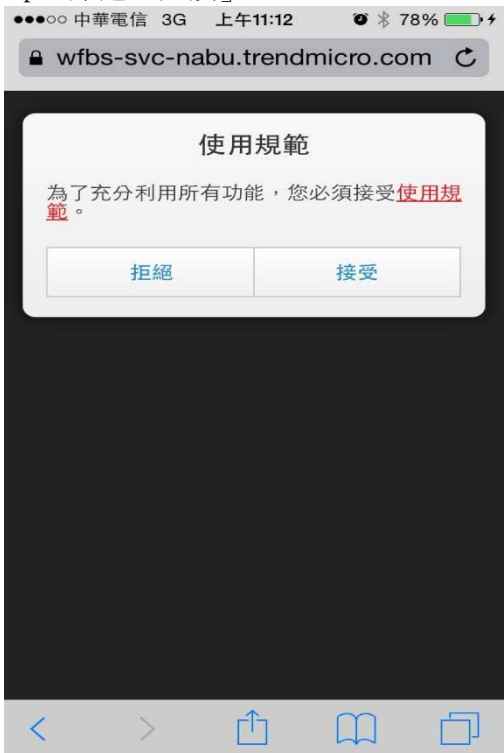 中華電信 3G 上午11:12 78%
wfbs-svc-nabu.trendmicro.com
使用規範
為了充分利用所有功能，您必須接受使用規
範。
拒絕 接受